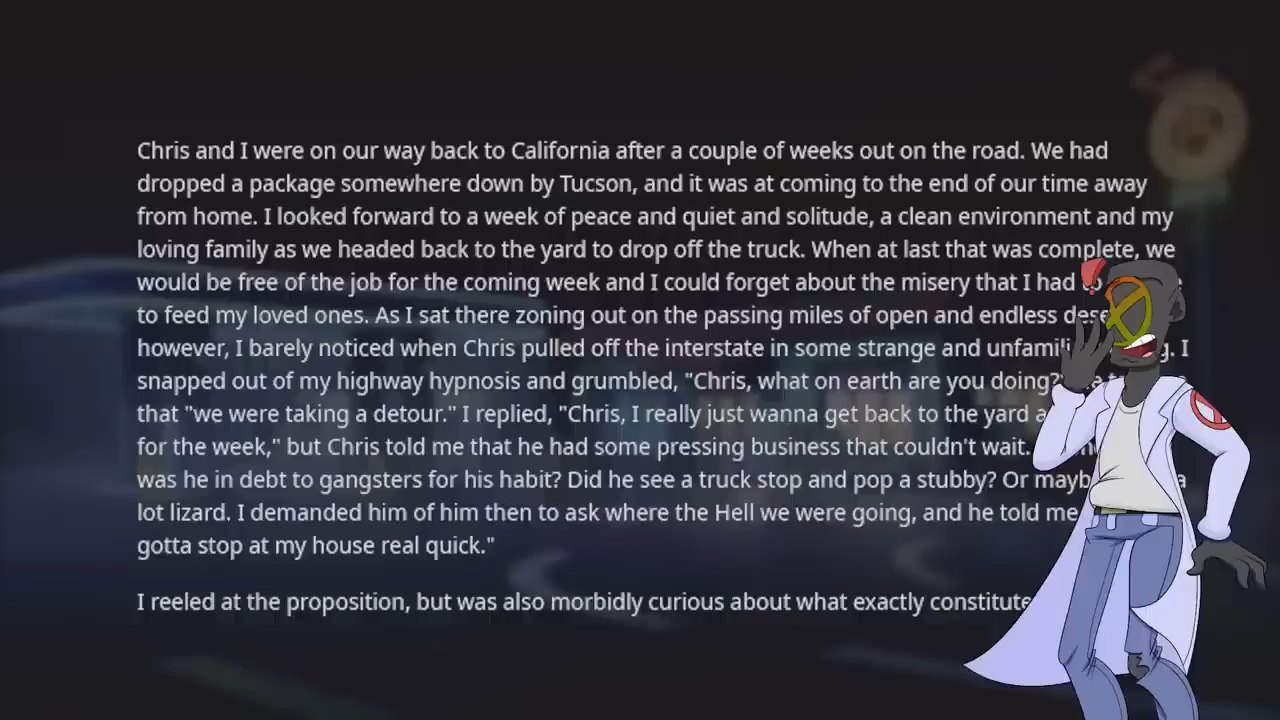 Chris and I were on our way back to California after a couple of weeks out on the road. We had
dropped a package somewhere down by Tucson, and it was at coming to the end of our time away
from home. I looked forward to a week of peace and quiet and solitude, a clean environment and my
loving family as we headed back to the yard to drop off the truck. When at last that was complete, we
would be free of the job for the coming week and I could forget about the misery that I had
to feed my loved ones. As I sat there zoning out on the passing miles of open and endless
however, I barely noticed when Chris pulled off the interstate in some strange and I
snapped out of my highway hypnosis and grumbled, "Chris, what on earth are you doing?"
that "we were taking a detour." I replied, "Chris, I really just wanna get back to the yard
for the week," but Chris told me that he had some pressing business that couldn't wait.
was he in debt to gangsters for his habit? Did he see a truck stop and pop a stubby? Or a
lot lizard. I demanded him of him then to ask where the Hell we were going, and he told me
gotta stop at my house real quick."
I reeled at the proposition, but was also morbidly curious about what exactly